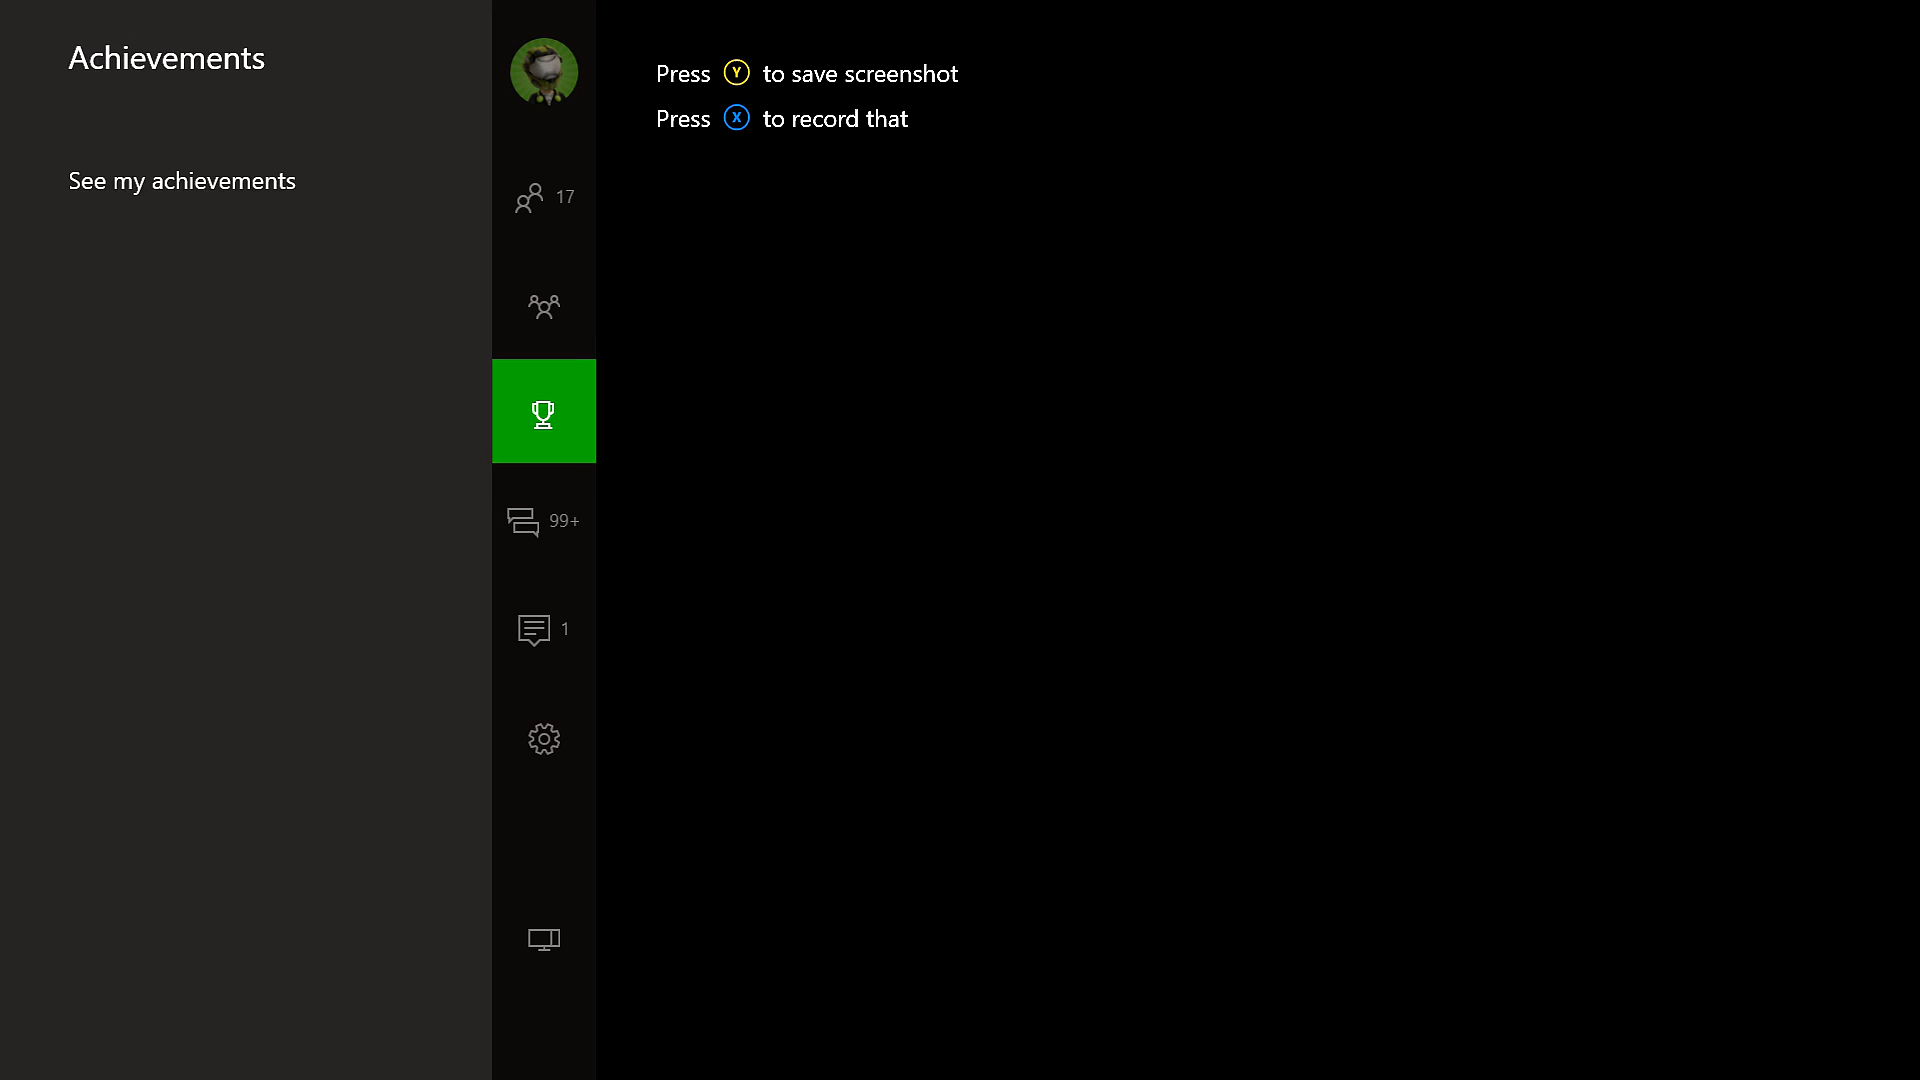 Achievements
See my achievements
17
99+
1
Press Y to save screenshot
Press X to record that